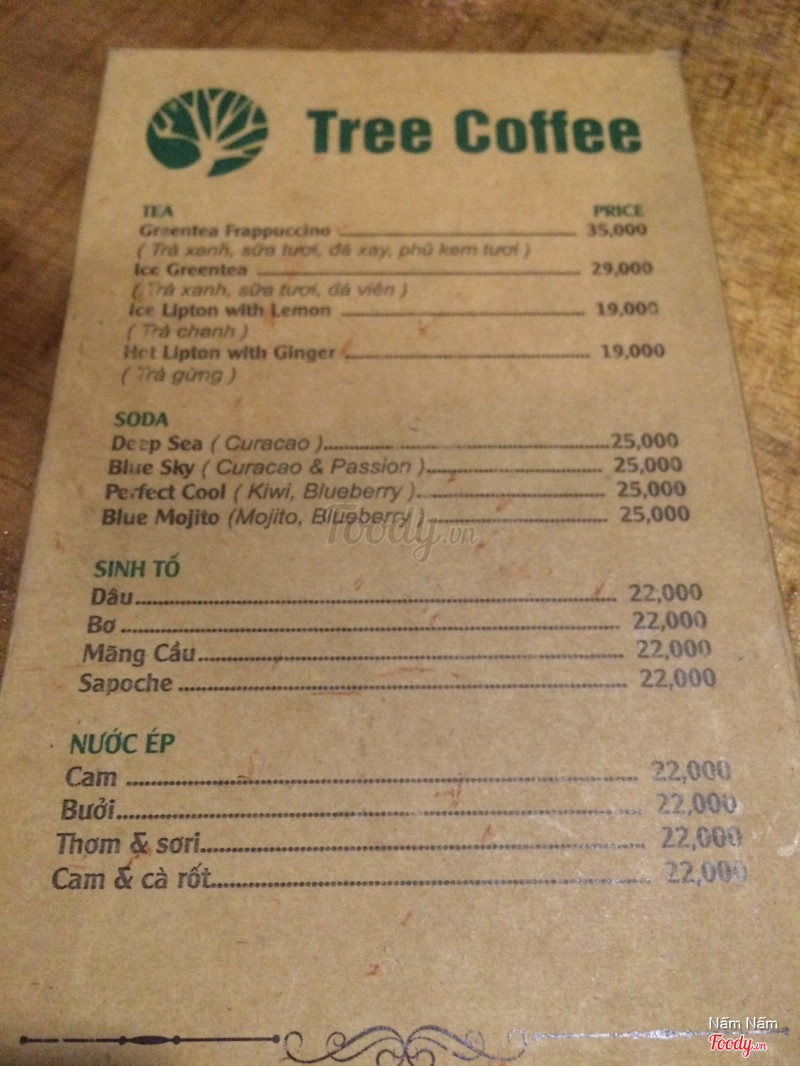 Tree Coffee
TEA PRICE
Greentea Frappuccino 35,000
( Trà xanh, sữa tươi, đá xay, phủ kem tươi )
Ice Greentea 29,000
( Trà xanh, sữa tươi, đá viên )
Ice Lipton with Lemon 19,000
( Trà chanh )
Hot Lipton with Ginger 19,000
( Trà gừng )
SODA
Deep Sea ( Curacao ) 25,000
Blue Sky ( Curacao & Passion ) 25,000
Perfect Cool ( Kiwi, Blueberry ) 25,000
Blue Mojito (Mojito, Blueberry ) 25,000
Foody.vn
SINH TỐ
Dâu 22,000
Bơ 22,000
Mãng Cầu 22,000
Sapoche 22,000
NƯỚC ÉP
Cam 22,000
Bưởi 22,000
Thơm & sơri 22,000
Cam & cà rốt 22,000
Nấm Nấm
Foody.vn